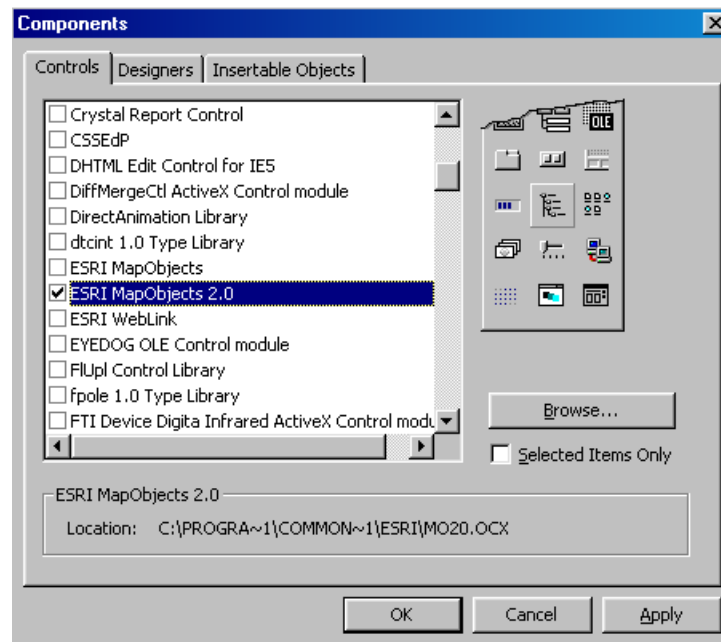 Components
Controls Designers Insertable Objects
Crystal Report Control
CSSEdP
DHTML Edit Control for IE5
DiffMergeCtl ActiveX Control module
DirectAnimation Library
dtcint 1.0 Type Library
ESRI MapObjects
ESRI MapObjects 2.0
ESRI WebLink
EYEDOG OLE Control module
FlUpl Control Library
fpole 1.0 Type Library
FTI Device Digita Infrared ActiveX Control modu
OLE
Browse...
Selected Items Only
ESRI MapObjects 2.0
Location: C:\PROGRA~1\COMMON~1\ESRI\MO20.OCX
OK Cancel Apply